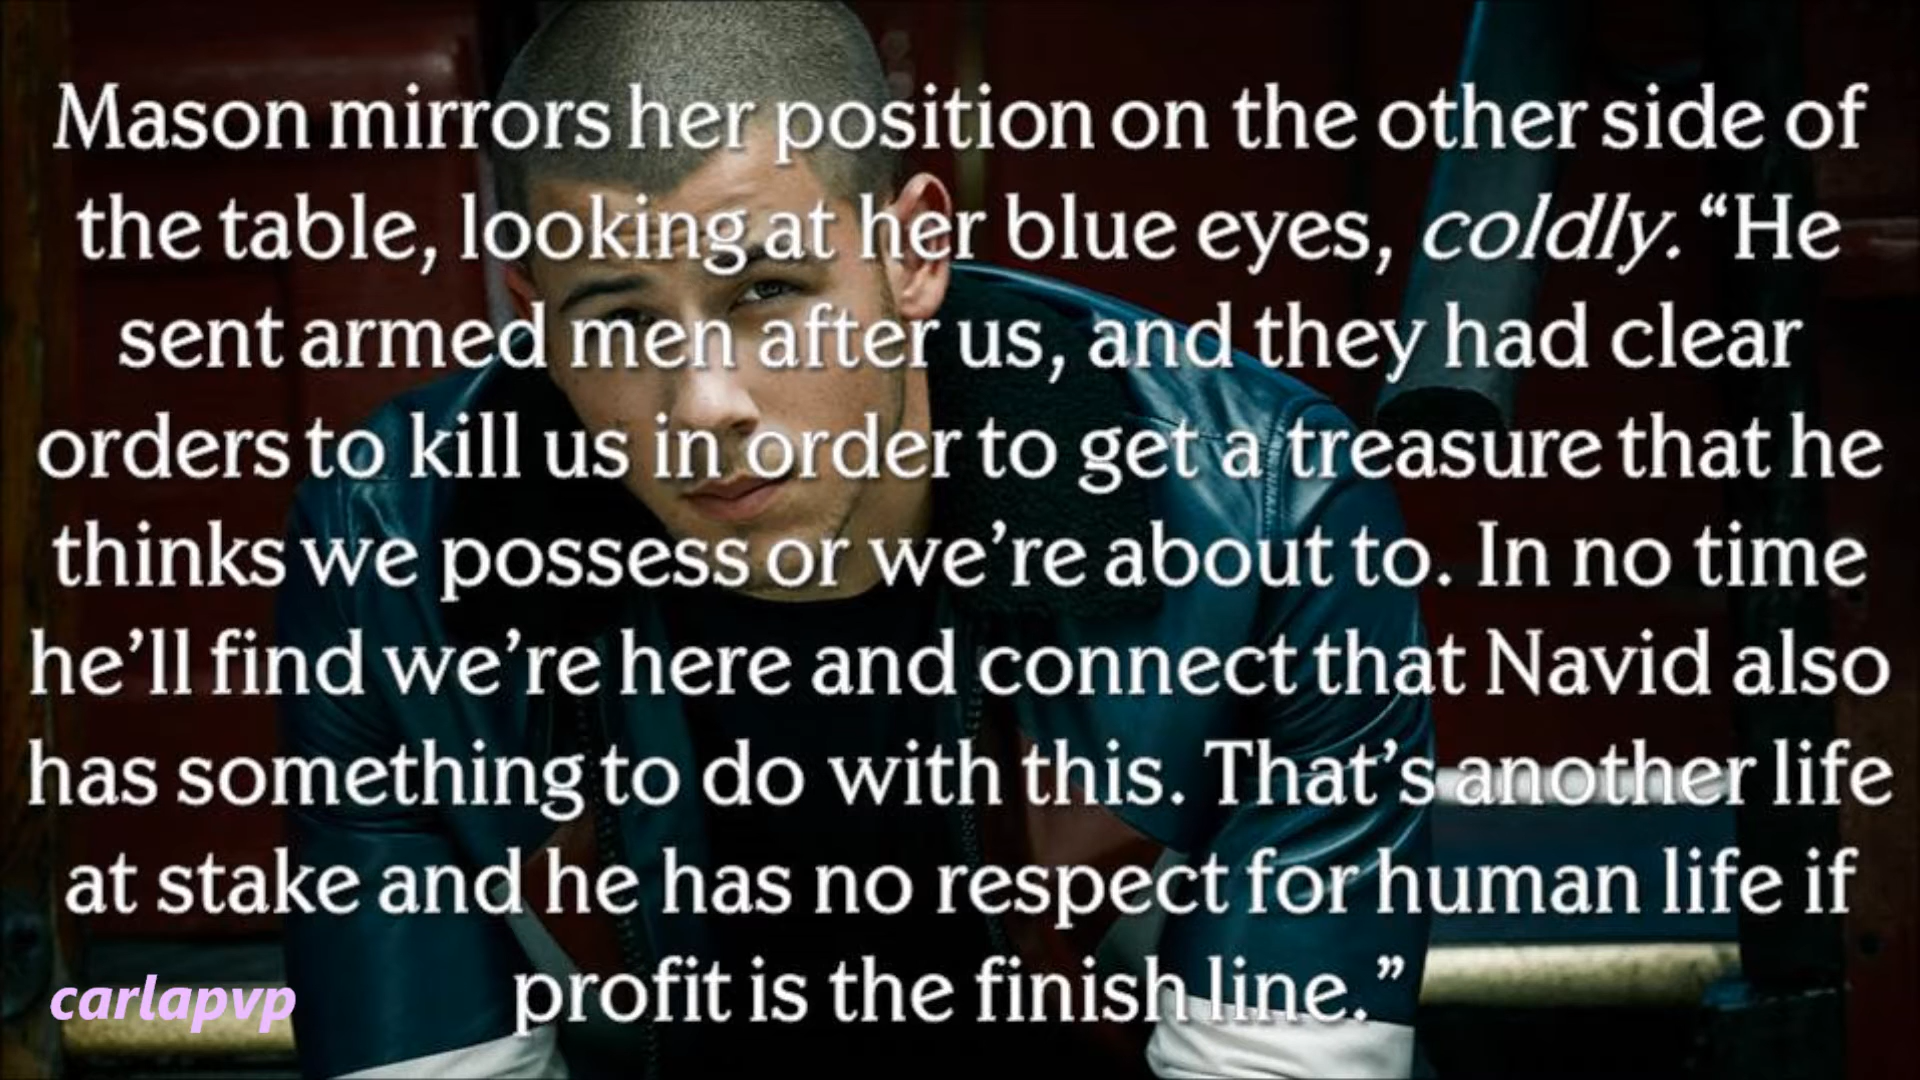 Mason mirrors her position on the other side of
the table, looking at her blue eyes, coldly. “He
sent armed men after us, and they had clear
orders to kill us in order to get a treasure that he
thinks we possess or we’re about to. In no time
he’ll find we’re here and connect that Navid also
has something to do with this. That’s another life
at stake and he has no respect for human life if
profit is the finish line.”
carlapvp